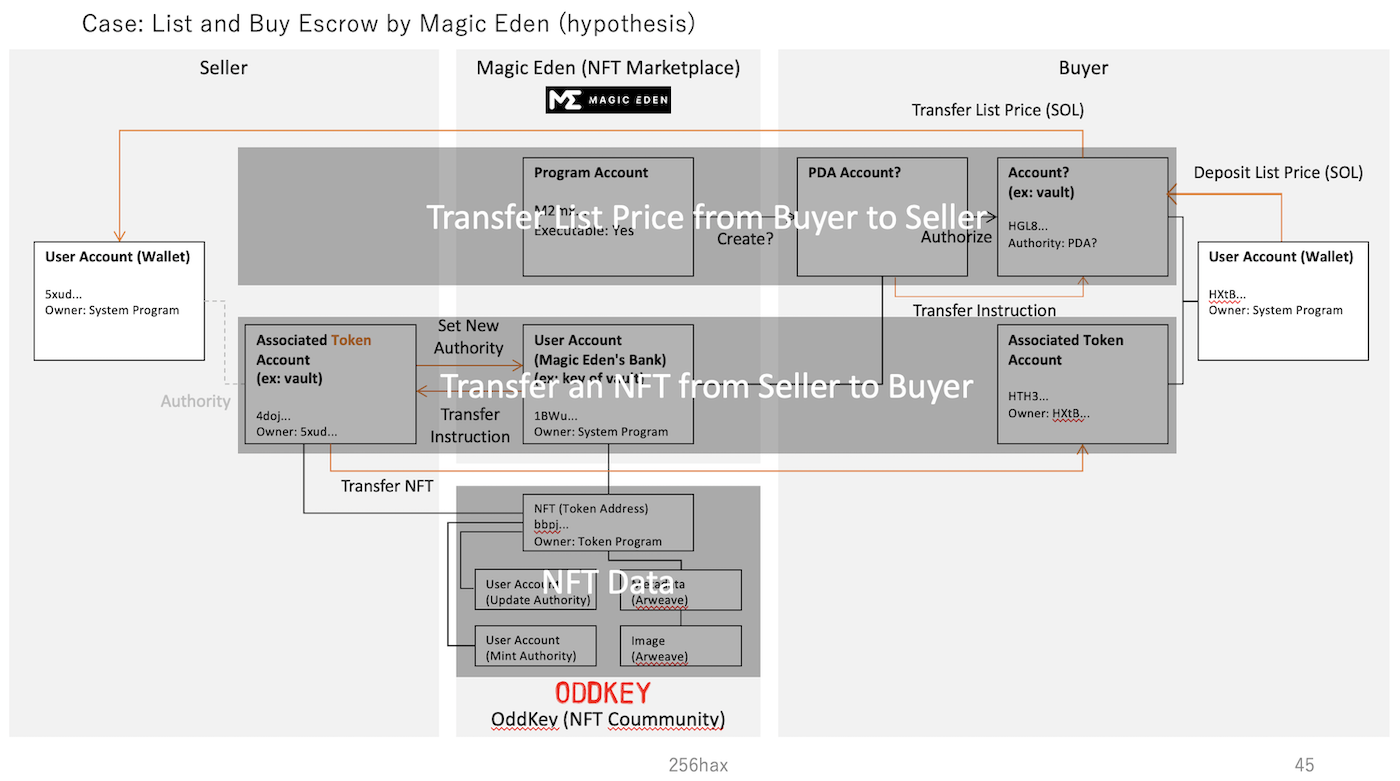 Case: List and Buy Escrow by Magic Eden (hypothesis)
Seller
Magic Eden (NFT Marketplace)
MAGIC EDEN
Buyer
Transfer List Price (SOL)
Deposit List Price (SOL)
Program Account
M2mx...
Executable: Yes
Create?
PDA Account?
Authorize
Account?
(ex: vault)
HGL8...
Authority: PDA?
Transfer List Price from Buyer to Seller
User Account (Wallet)
5xud...
Owner: System Program
User Account (Wallet)
HXtB...
Owner: System Program
Transfer Instruction
Authority
Associated Token
Account
(ex: vault)
4doj...
Owner: 5xud...
Set New
Authority
Transfer
Instruction
User Account
(Magic Eden's Bank)
(ex: key of vault)
1BWu...
Owner: System Program
Associated Token
Account
HTH3...
Owner: HXtB...
Transfer an NFT from Seller to Buyer
Transfer NFT
NFT (Token Address)
bbpj...
Owner: Token Program
NFT Data
User Account
(Update Authority)
Metadata
(Arweave)
User Account
(Mint Authority)
Image
(Arweave)
ODDKEY
OddKey (NFT Coummunity)
256hax
45